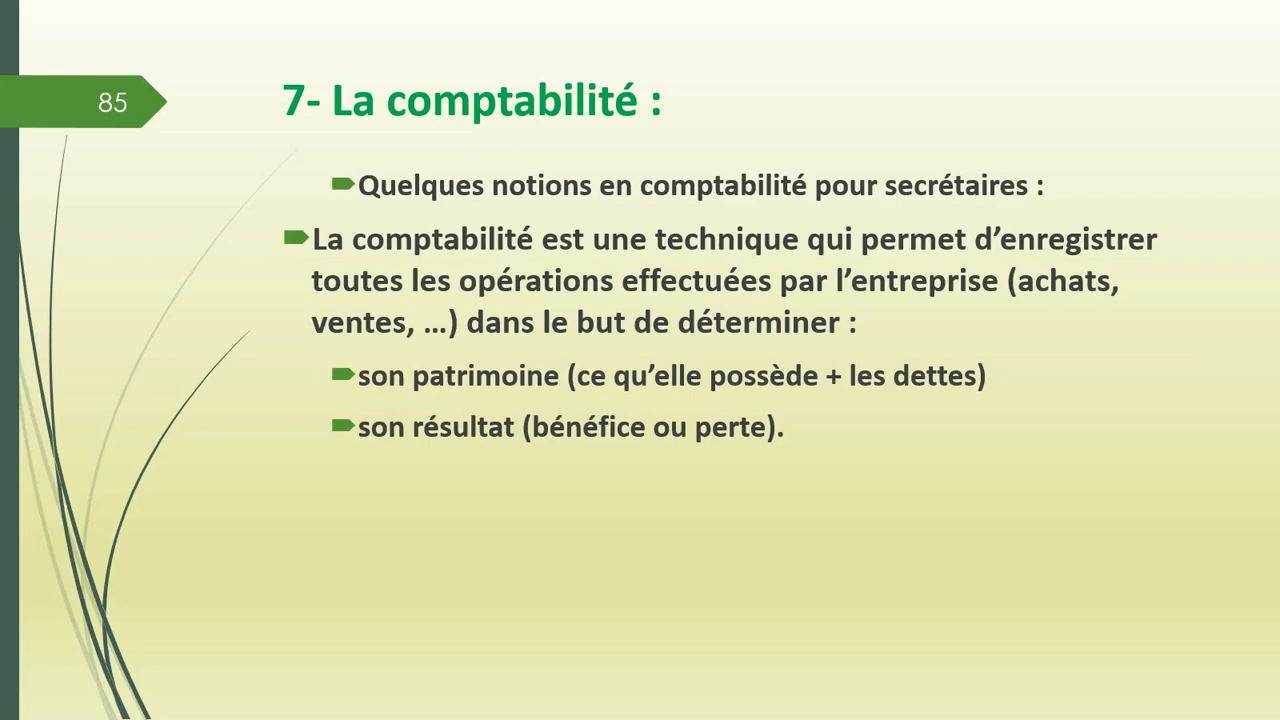 85
7- La comptabilité :
Quelques notions en comptabilité pour secrétaires :
La comptabilité est une technique qui permet d’enregistrer
toutes les opérations effectuées par l’entreprise (achats,
ventes, …) dans le but de déterminer :
son patrimoine (ce qu’elle possède + les dettes)
son résultat (bénéfice ou perte).